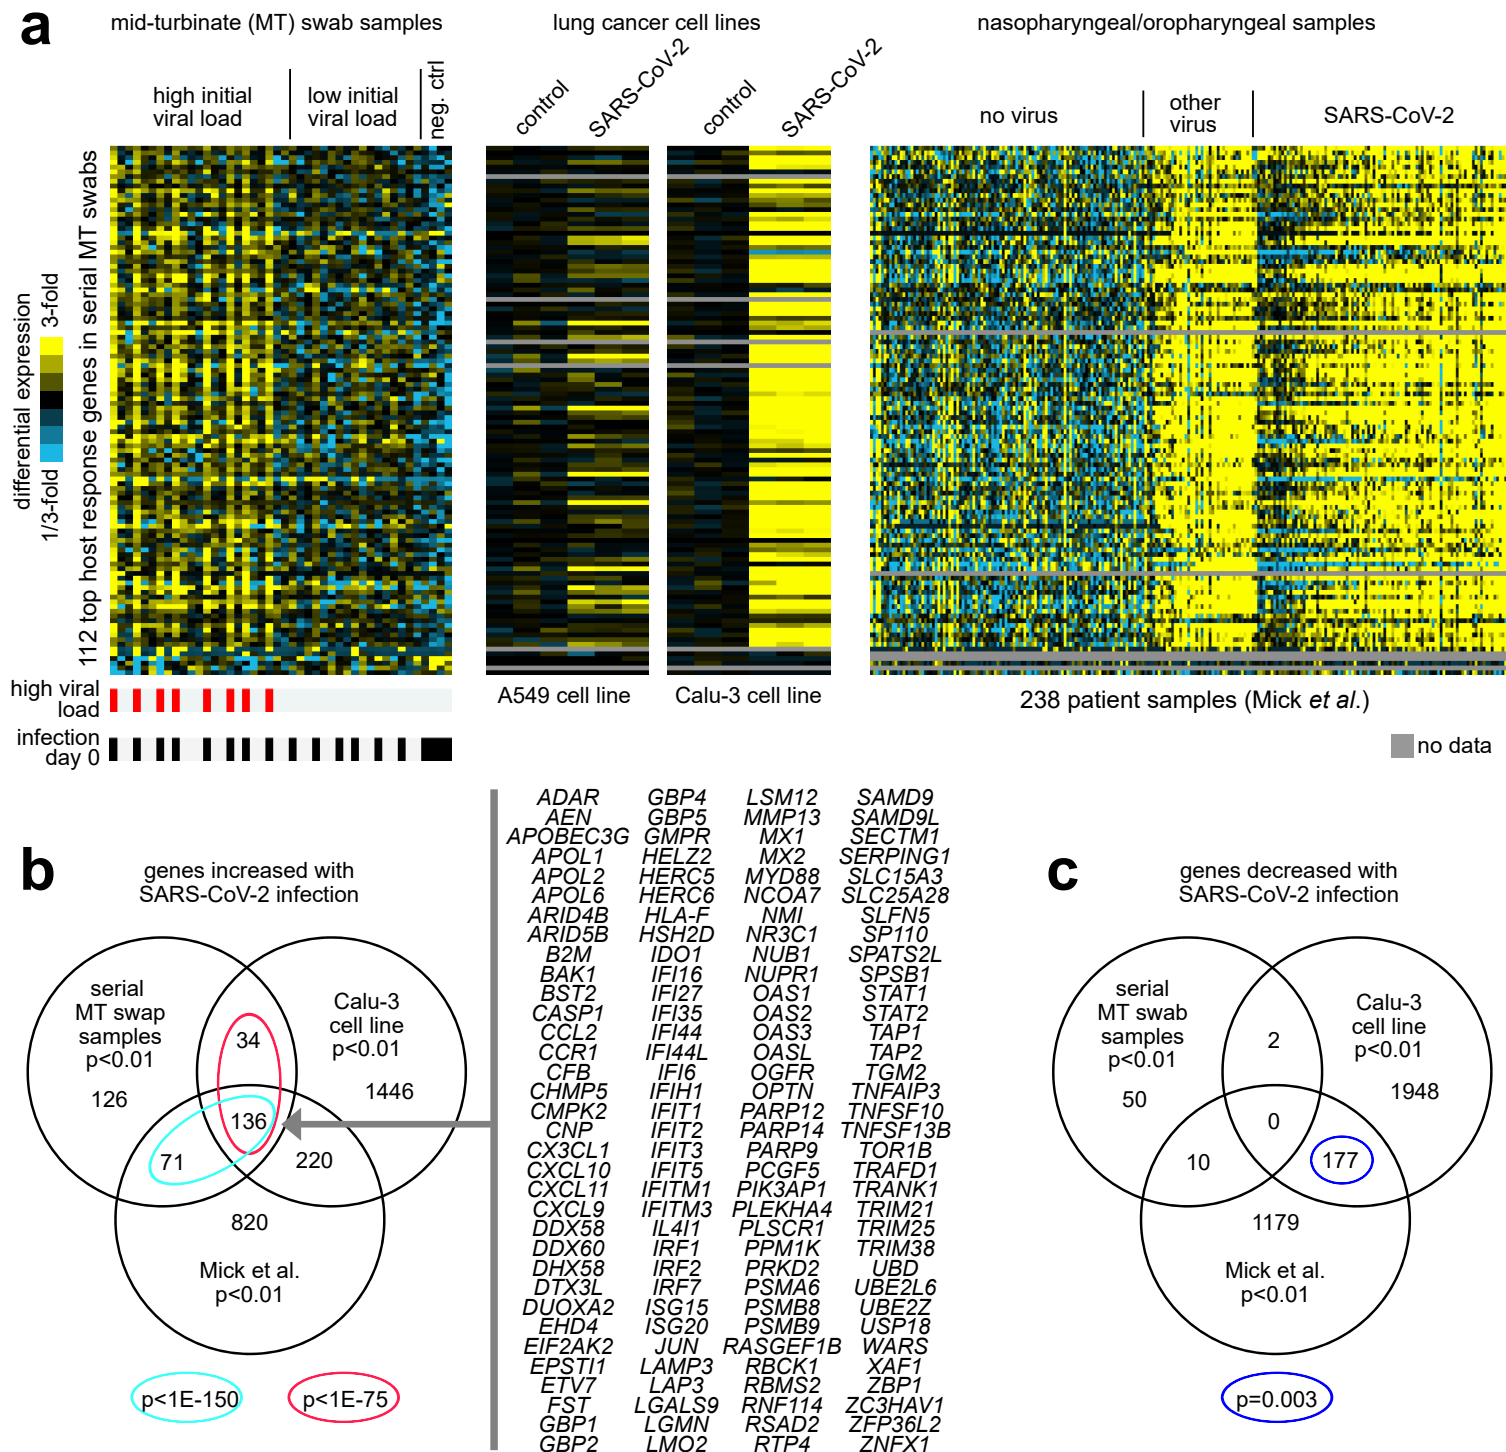 a
mid-turbinate (MT) swab samples
lung cancer cell lines
nasopharyngeal/oropharyngeal samples
high initial
viral load
low initial
viral load
neg. ctrl
control
SARS-CoV-2
control
SARS-CoV-2
no virus
other
virus
SARS-CoV-2
differential expression
1/3-fold
3-fold
112 top host response genes in serial MT swabs
high viral
load
infection
day 0
A549 cell line
Calu-3 cell line
238 patient samples (Mick et al.)
no data
b
genes increased with
SARS-CoV-2 infection
serial
MT swap
samples
p<0.01
126
34
Calu-3
cell line
p<0.01
1446
136
71
220
820
Mick et al.
p<0.01
p<1E-150
p<1E-75
ADAR GBP4 LSM12 SAMD9
AEN GBP5 MMP13 SAMD9L
APOBEC3G GMPR MX1 SECTM1
APOL1 HELZ2 MX2 SERPING1
APOL2 HERC5 MYD88 SLC15A3
APOL6 HERC6 NCOA7 SLC25A28
ARID4B HLA-F NMI SLFN5
ARID5B HSH2D NR3C1 SP110
B2M IDO1 NUB1 SPATS2L
BAK1 IFI16 NUPR1 SPSB1
BST2 IFI27 OAS1 STAT1
CASP1 IFI35 OAS2 STAT2
CCL2 IFI44 OAS3 TAP1
CCR1 IFI44L OASL TAP2
CFB IFI6 OGFR TGM2
CHMP5 IFIH1 OPTN TNFAIP3
CMPK2 IFIT1 PARP12 TNFSF10
CNP IFIT2 PARP14 TNFSF13B
CX3CL1 IFIT3 PARP9 TOR1B
CXCL10 IFIT5 PCGF5 TRAFD1
CXCL11 IFITM1 PIK3AP1 TRANK1
CXCL9 IFITM3 PLEKHA4 TRIM21
DDX58 IL4I1 PLSCR1 TRIM25
DDX60 IRF1 PPM1K TRIM38
DHX58 IRF2 PRKD2 UBD
DTX3L IRF7 PSMA6 UBE2L6
DUOXA2 ISG15 PSMB8 UBE2Z
EHD4 ISG20 PSMB9 USP18
EIF2AK2 JUN RASGEF1B WARS
EPSTI1 LAMP3 RBCK1 XAF1
ETV7 LAP3 RBMS2 ZBP1
FST LGALS9 RNF114 ZC3HAV1
GBP1 LGMN RSAD2 ZFP36L2
GBP2 LMO2 RTP4 ZNFX1
c
genes decreased with
SARS-CoV-2 infection
serial
MT swab
samples
p<0.01
50
2
Calu-3
cell line
p<0.01
1948
0
10
177
1179
Mick et al.
p<0.01
p=0.003